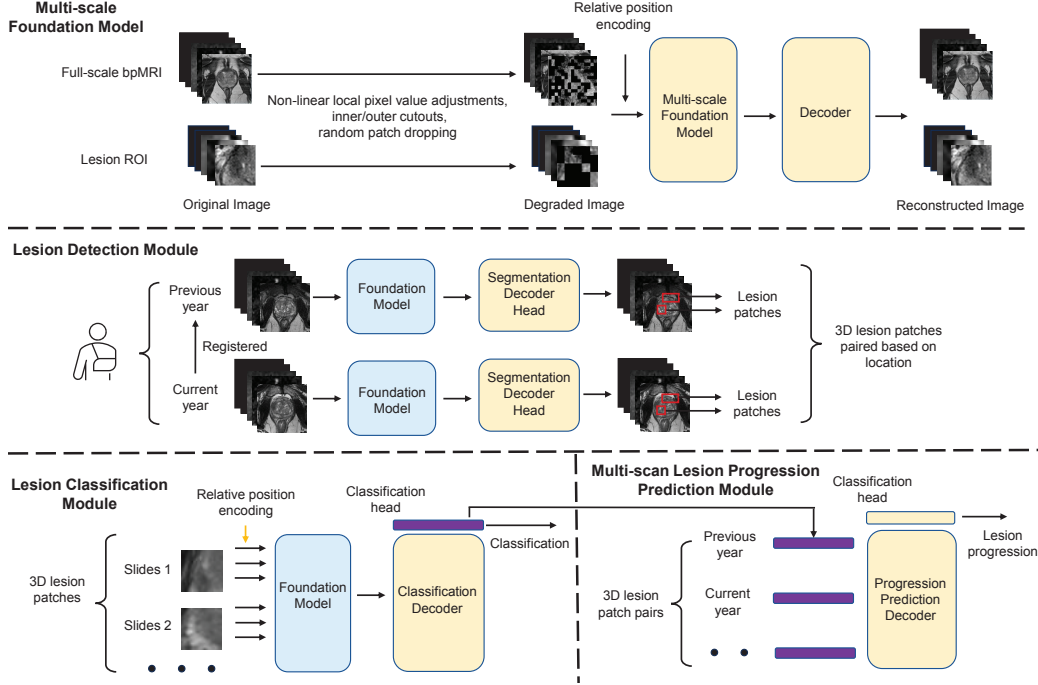 Multi-scale
Foundation Model
Relative position
encoding
Full-scale bpMRI
Non-linear local pixel value adjustments,
inner/outer cutouts,
random patch dropping
Multi-scale
Foundation
Model
Decoder
Lesion ROI
Original Image
Degraded Image
Reconstructed Image
Lesion Detection Module
Previous
year
Registered
Current
year
Foundation
Model
Segmentation
Decoder
Head
Lesion
patches
Foundation
Model
Segmentation
Decoder
Head
Lesion
patches
3D lesion patches
paired based on
location
Lesion Classification
Module
Relative position
encoding
Classification
head
Classification
3D lesion
patches
Slides 1
Slides 2
Foundation
Model
Classification
Decoder
Multi-scan Lesion Progression
Prediction Module
Classification
head
Lesion
progression
Previous
year
3D lesion
patch pairs
Current
year
Progression
Prediction
Decoder